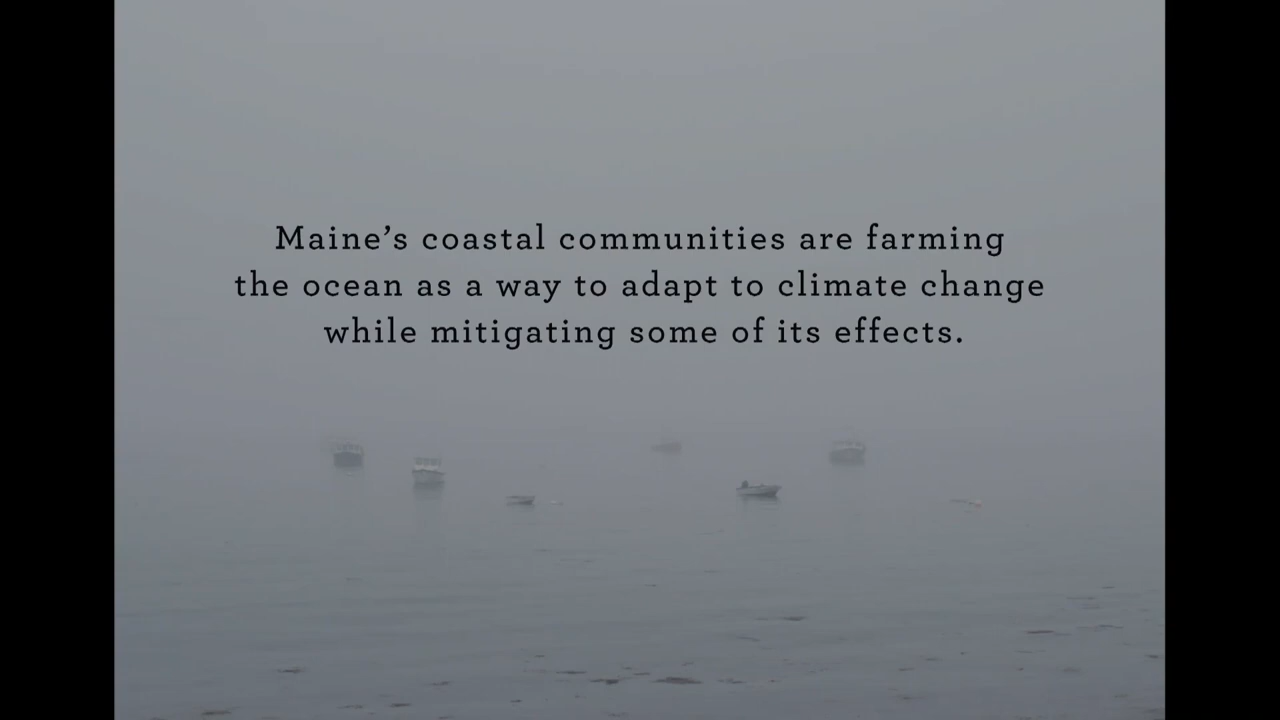 Maine’s coastal communities are farming
the ocean as a way to adapt to climate change
while mitigating some of its effects.